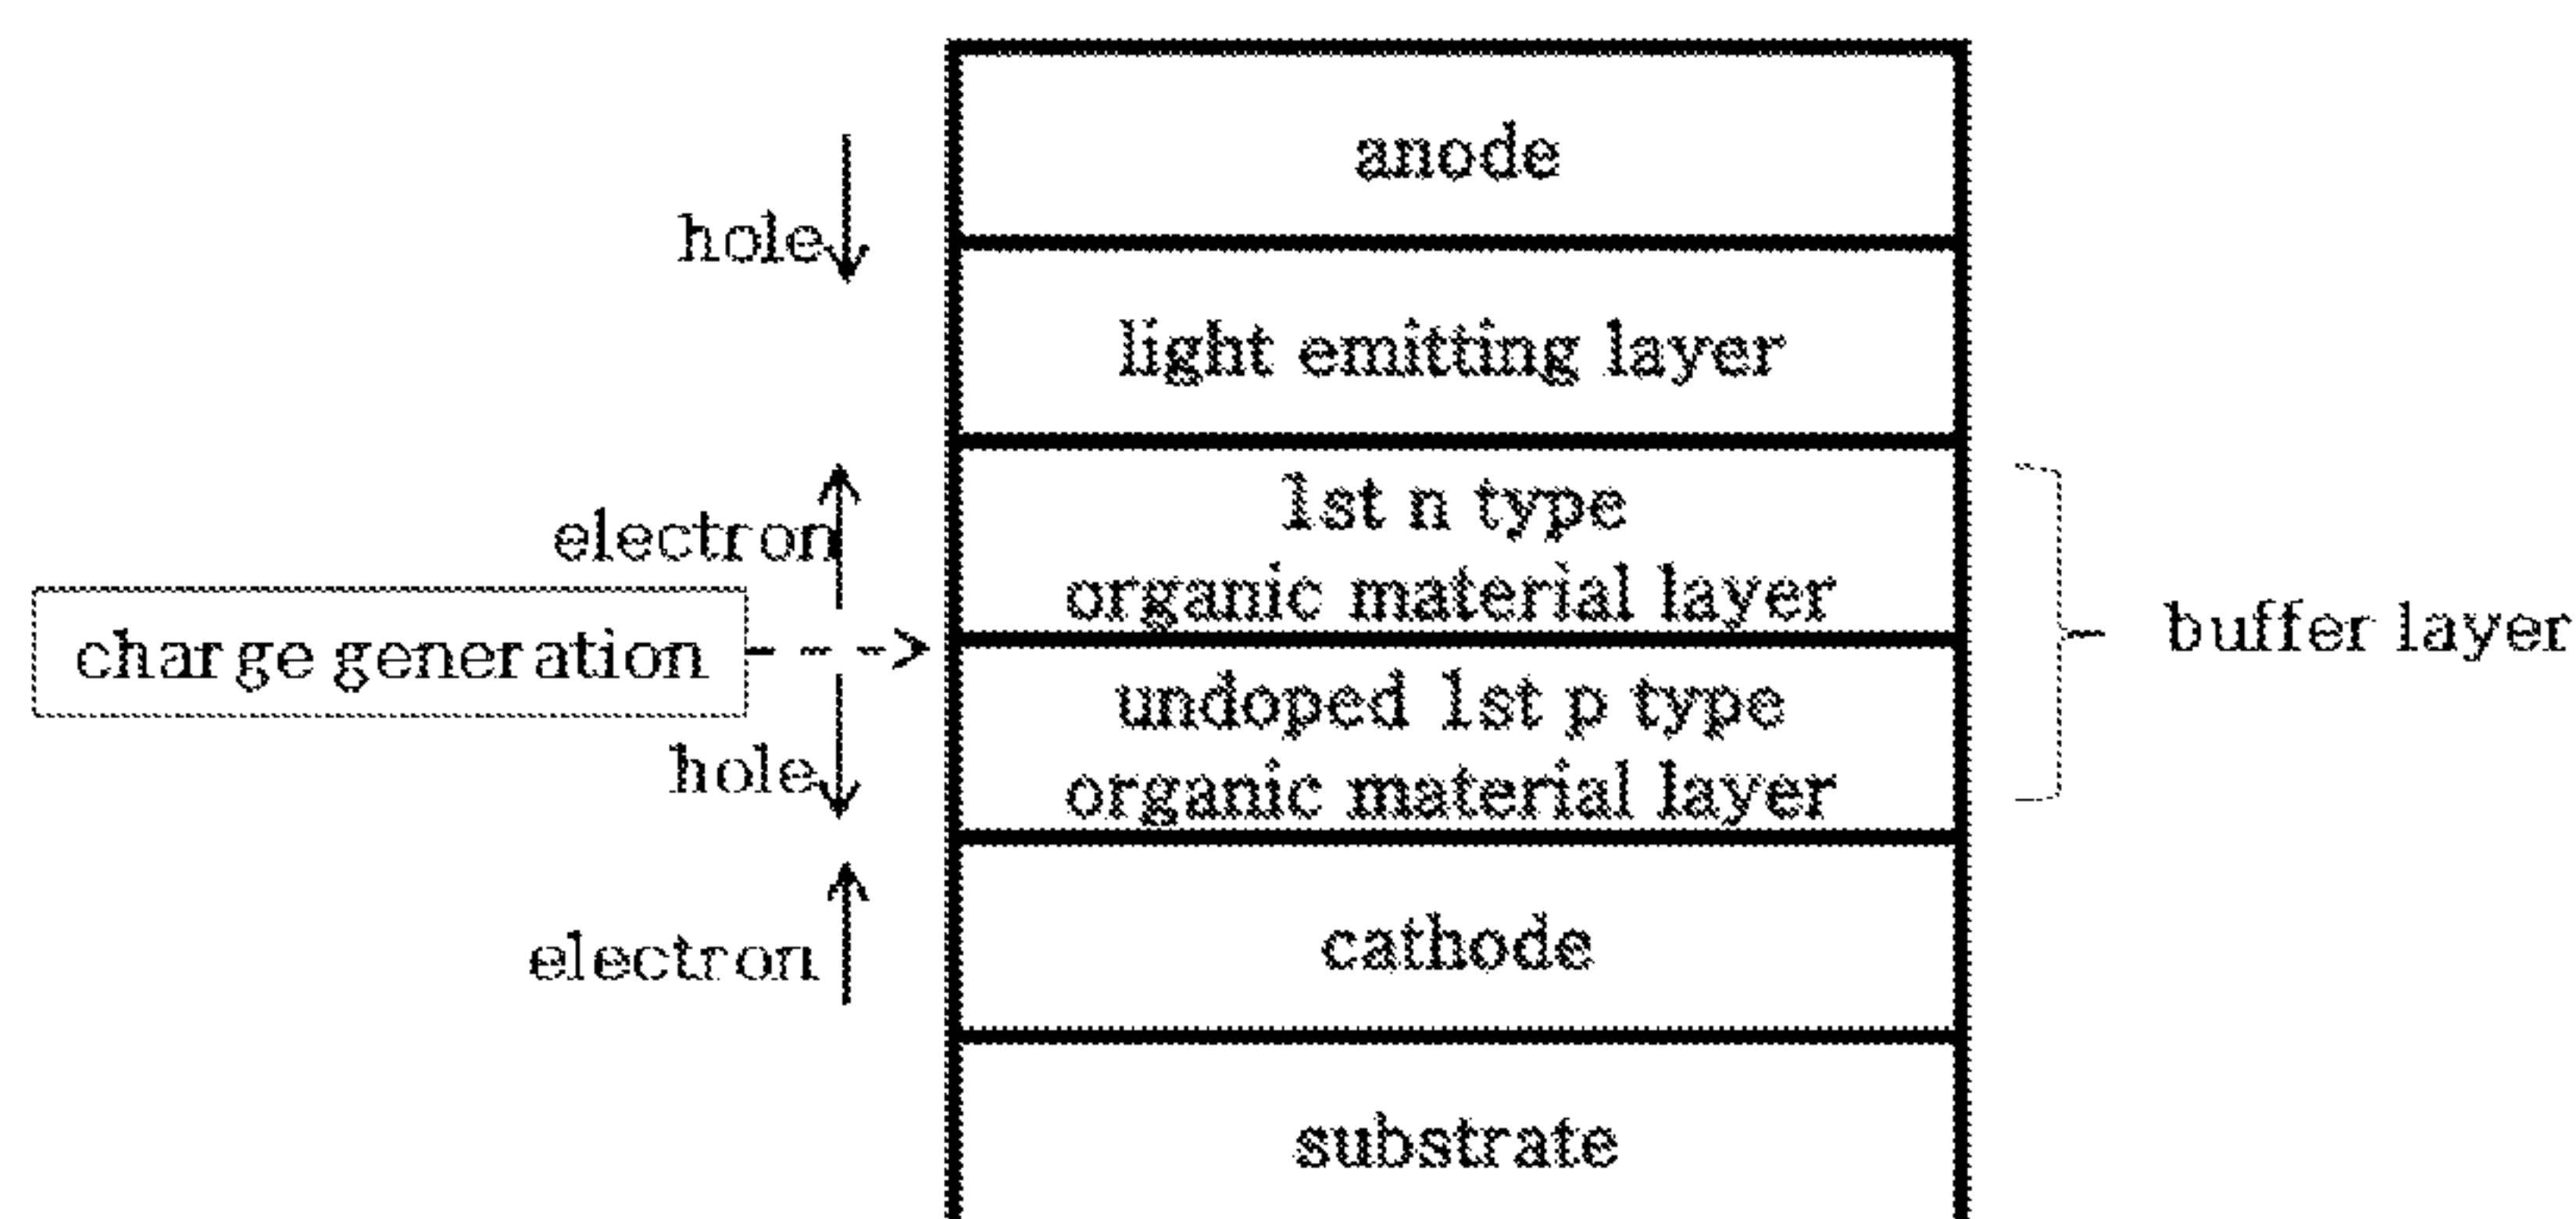 anode
hole
light emitting layer
1st n type
organic material layer
electron
charge generation
buffer layer
undoped 1st p type
organic material layer
hole
cathode
electron
substrate